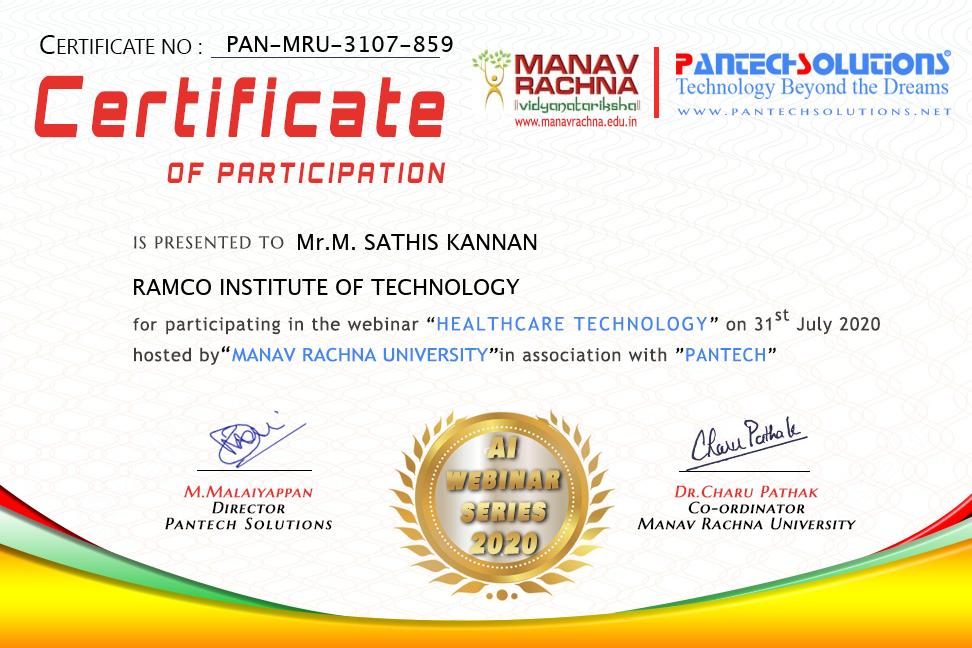 CERTIFICATE NO : PAN-MRU-3107-859
Certificate
OF PARTICIPATION
MANAV
RACHNA
vidyanatariksha
www.manavrachna.edu.in
PANTECHSOLUTIONS®
Technology Beyond the Dreams
WWW.PANTECHSOLUTIONS.NET
IS PRESENTED TO Mr.M. SATHIS KANNAN
RAMCO INSTITUTE OF TECHNOLOGY
for participating in the webinar “HEALTHCARE TECHNOLOGY” on 31st July 2020
hosted by“MANAV RACHNA UNIVERSITY”in association with ”PANTECH”
Charu Pathak
M.MALAIYAPPAN
DIRECTOR
PANTECH SOLUTIONS
AI
WEBINAR
SERIES
2020
DR.CHARU PATHAK
CO-ORDINATOR
MANAV RACHNA UNIVERSITY